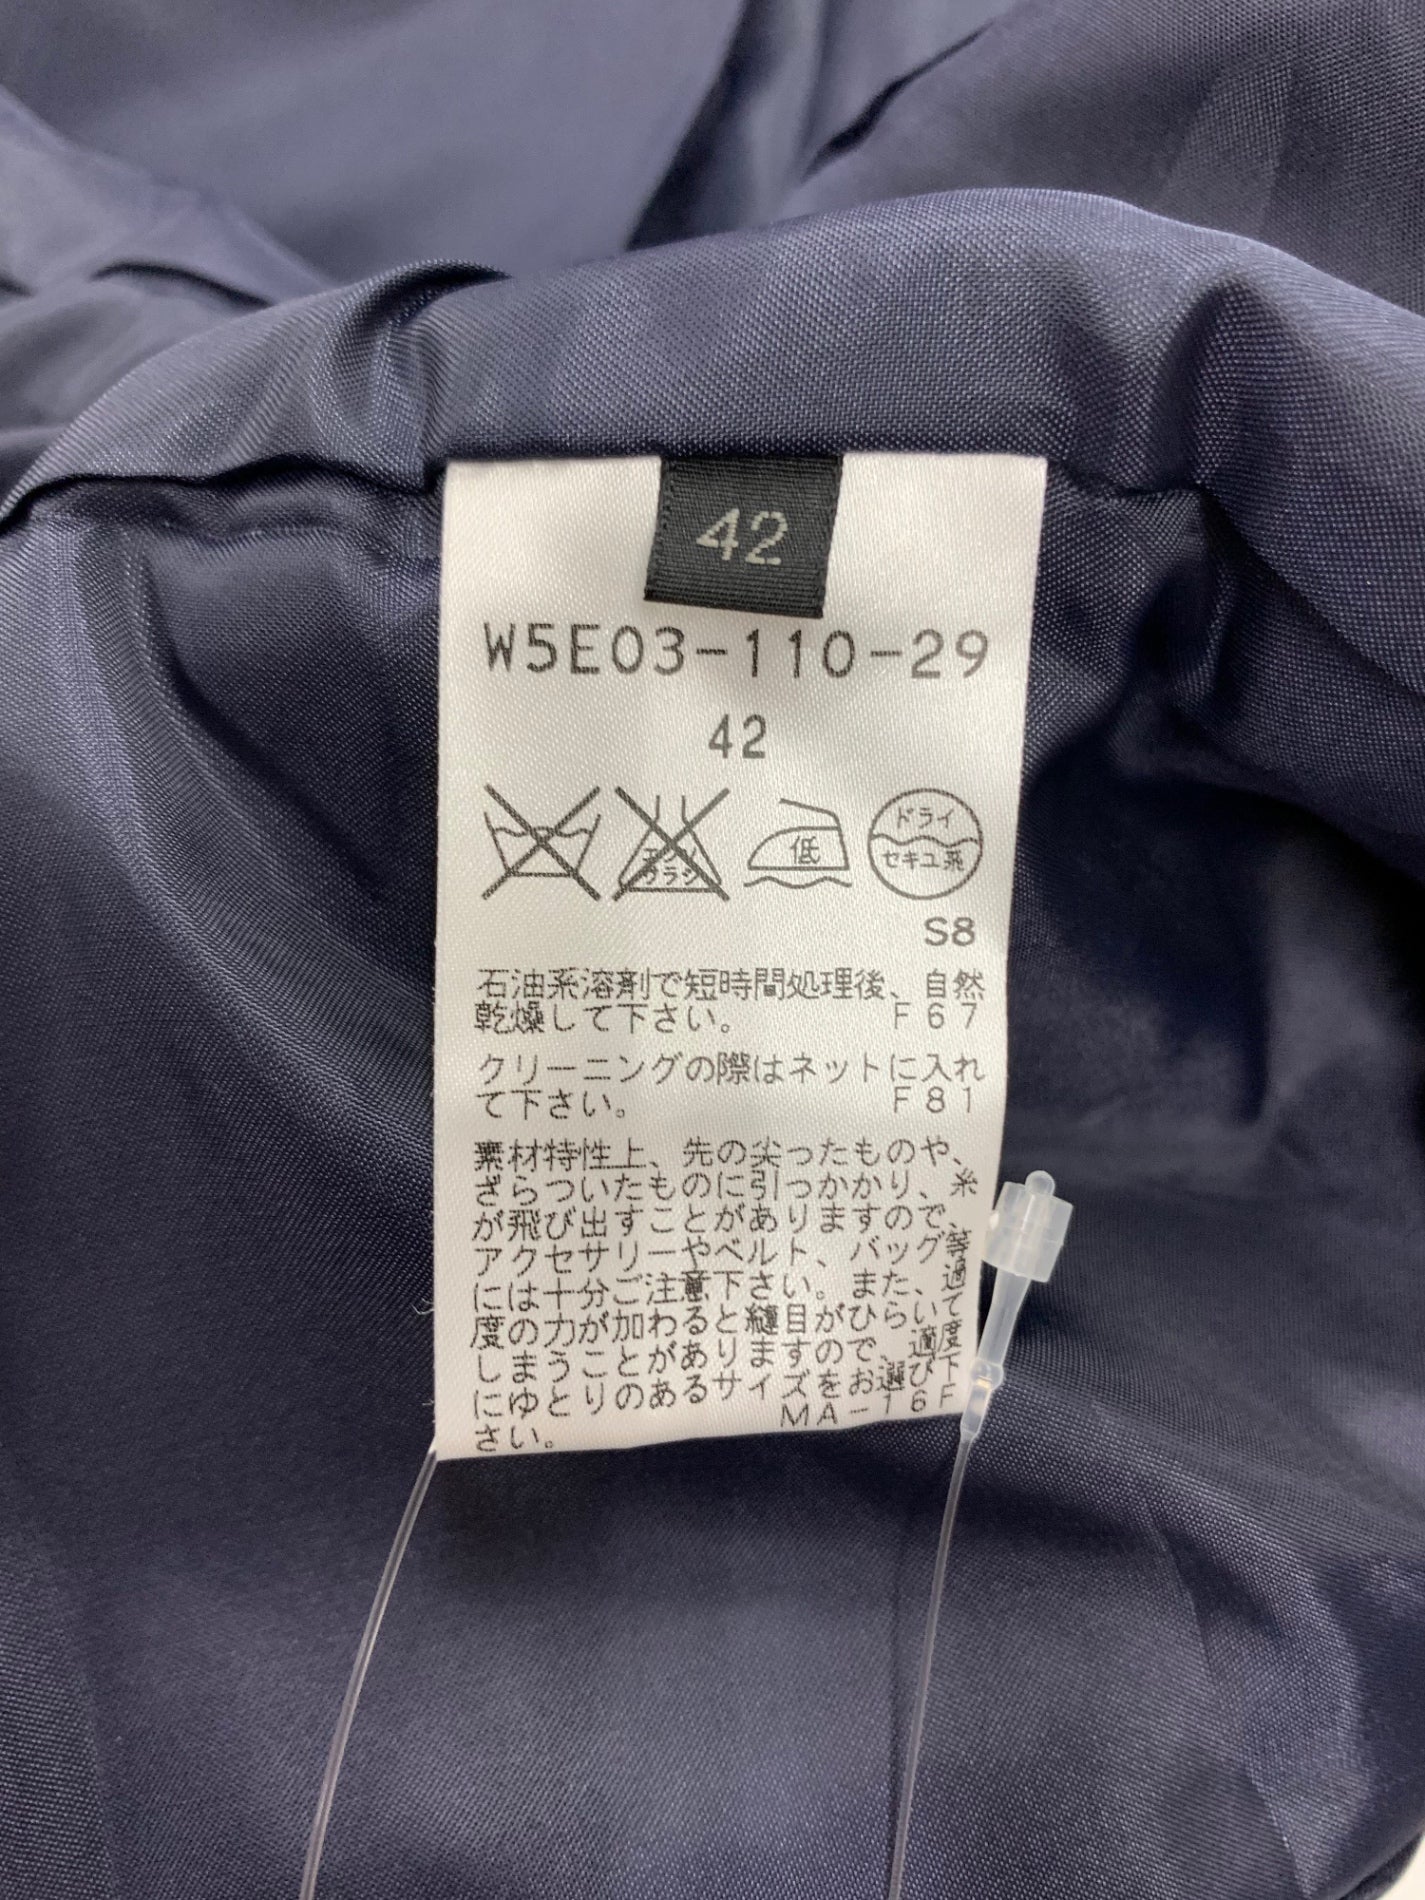 42
W5E03-110-29
42
エンソ
サラシ
低
ドライ
セキユ系
S8
石油系溶剤で短時間処理後、自然
乾燥して下さい。 F67
クリーニングの際はネットに入れ
て下さい。 F81
素材特性上、先の尖ったものや、
ざらついたものに引っかかり、糸
が飛び出すことがありますので、
アクセサリーやベルト、バッグ等
には十分ご注意下さい。また、過
度の力が加わると縫目がひらいて
しまうことがありますので、適度
にゆとりのあるサイズをお選び下
さい。 MA-16F